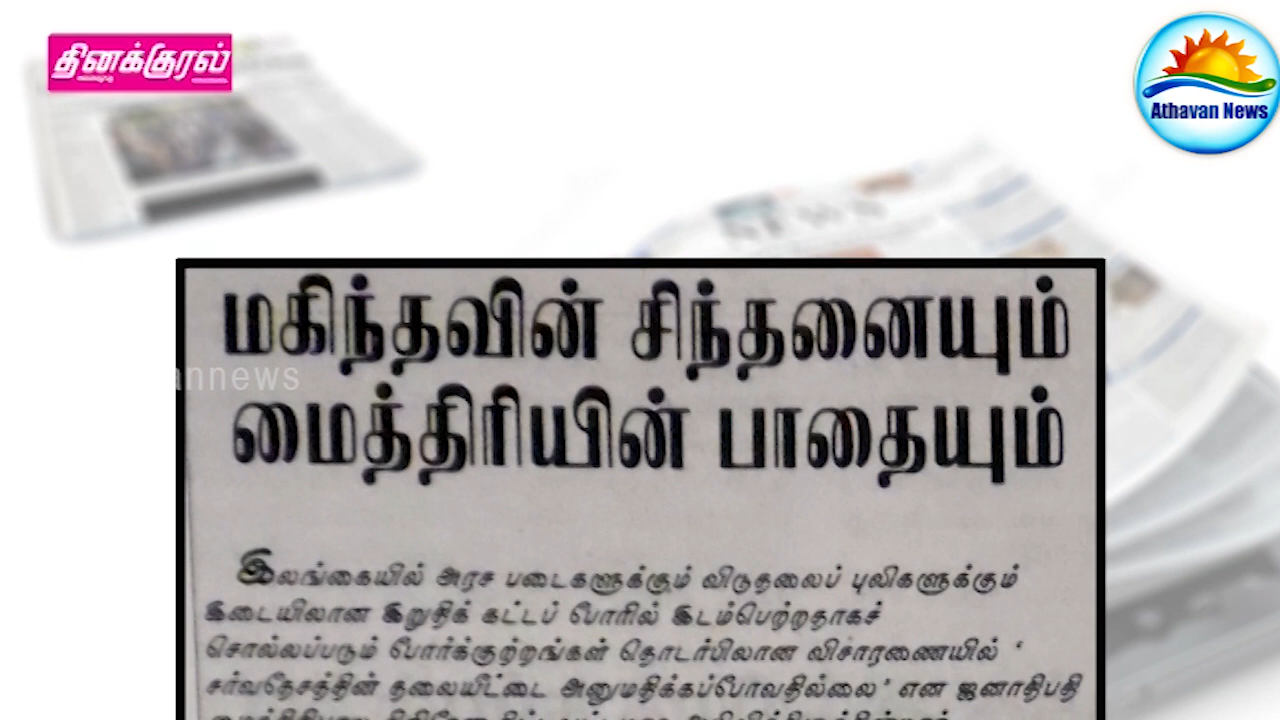 தினக்குரல்
Athavan News
மகிந்தவின் சிந்தனையும்
annews
மைத்திரியின் பாதையும்
இலங்கையில் அரச படைகளுக்கும் விடுதலைப் புலிகளுக்கும்
இடையிலான இறுதிக் கட்டப் போரில் இடம்பெற்றதாகச்
சொல்லப்படும் போர்க்குற்றங்கள் தொடர்பிலான விசாரணையில் '
சர்வதேசத்தின் தலையீட்டை அனுமதிக்கப்போவதில்லை' என ஜனாதிபதி